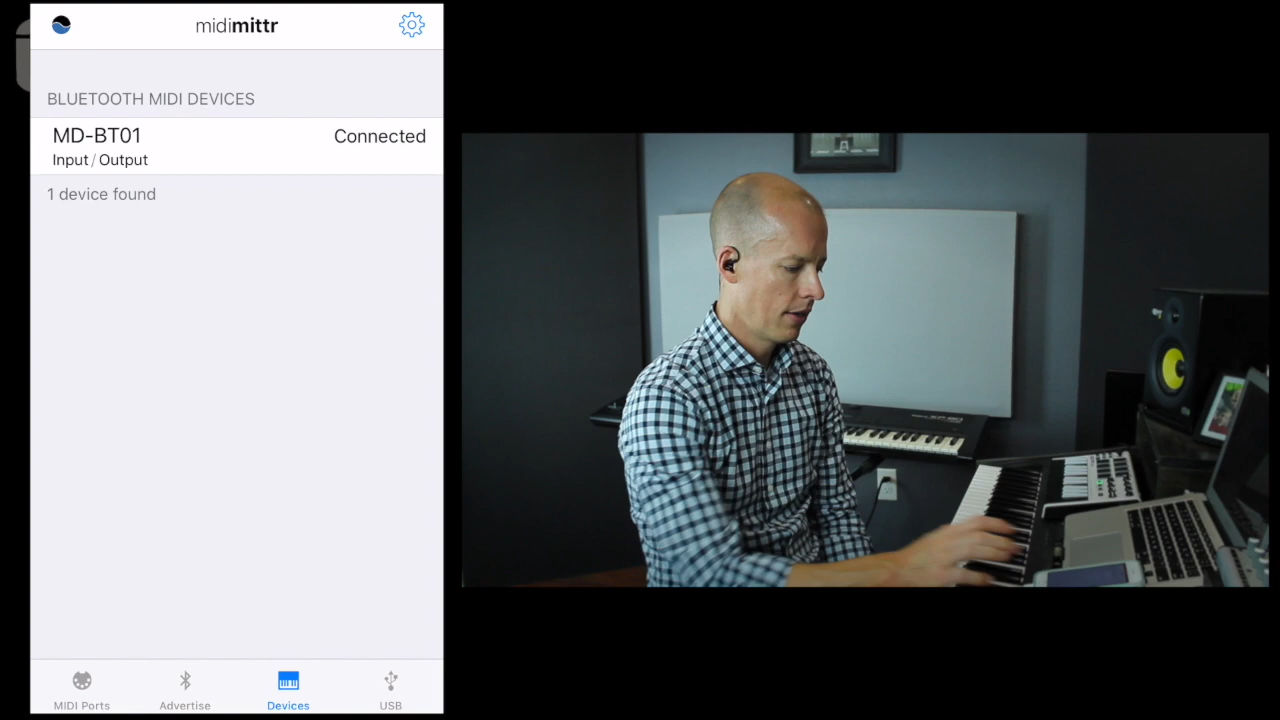 midimittr
BLUETOOTH MIDI DEVICES
MD-BT01
Connected
Input / Output
1 device found
MIDI Ports
Advertise
Devices
USB